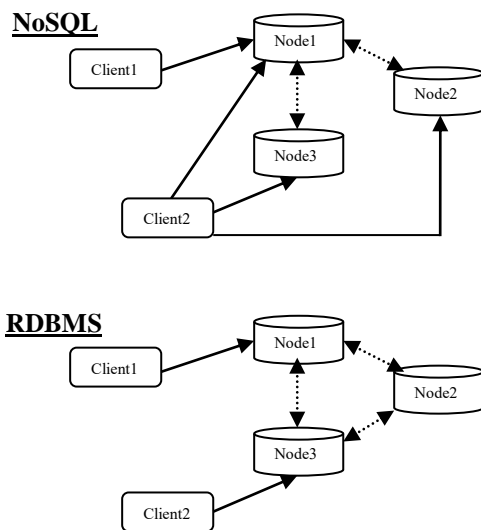 NoSQL
Node1
Client1
Node2
Node3
Client2
RDBMS
Node1
Client1
Node2
Node3
Client2